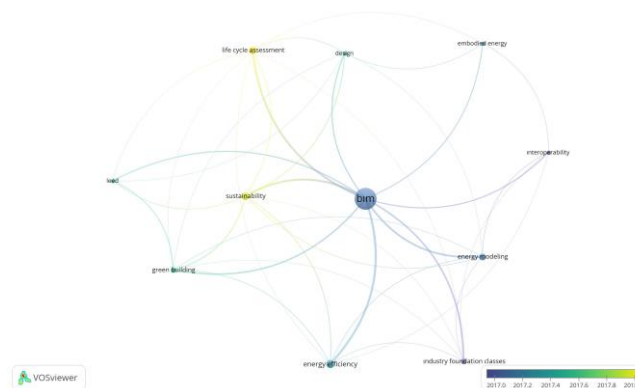 life cycle assessment
design
embodied energy
interoperability
leed
sustainability
bim
green building
energy modeling
energy efficiency
industry foundation classes
VOSviewer
2017.0 2017.2 2017.4 2017.6 2017.8